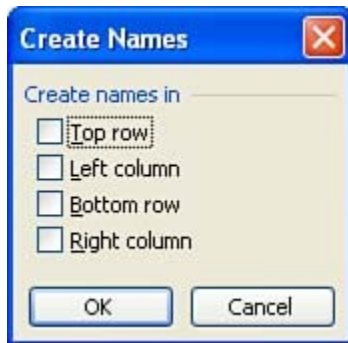 Create Names
Create names in
Top row
Left column
Bottom row
Right column
OK Cancel